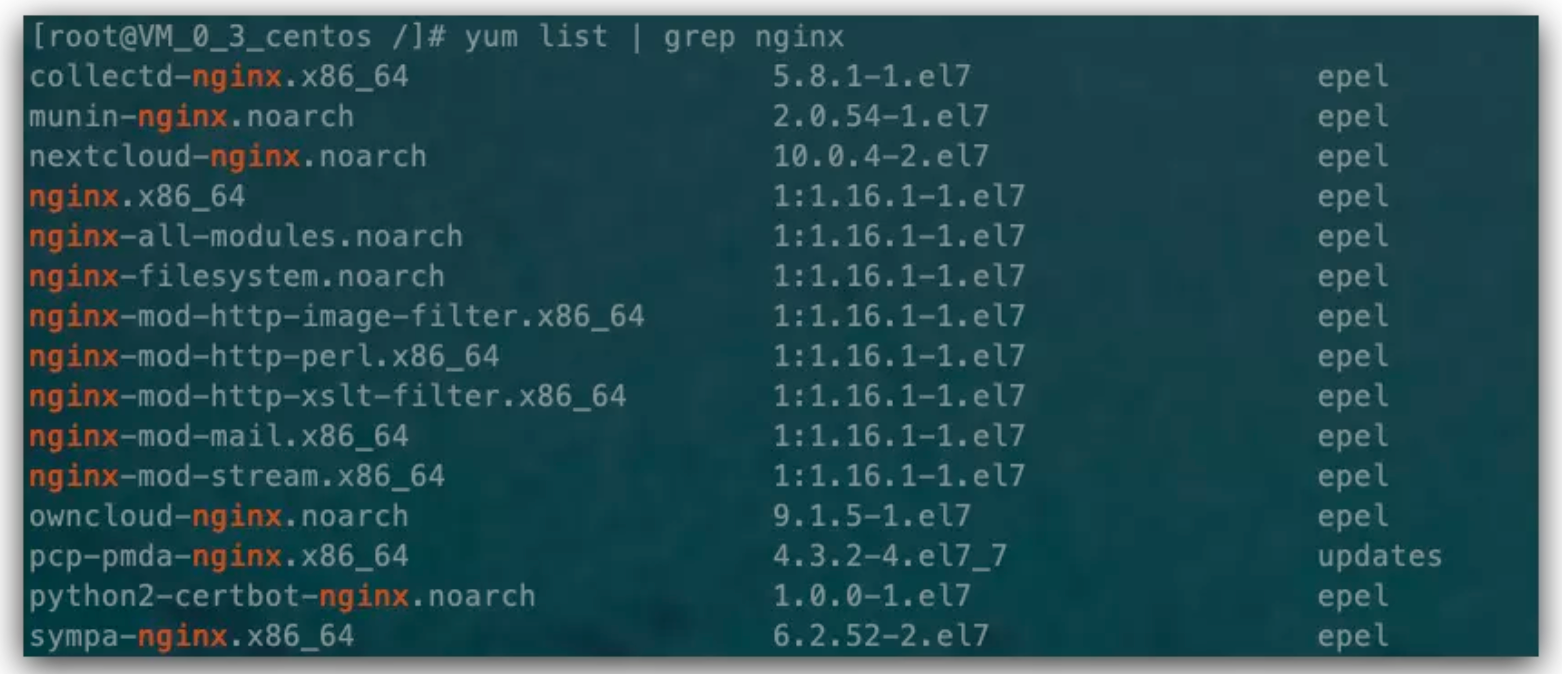 [root@VM_0_3_centos /]# yum list | grep nginx
collectd-nginx.x86_64 5.8.1-1.el7 epel
munin-nginx.noarch 2.0.54-1.el7 epel
nextcloud-nginx.noarch 10.0.4-2.el7 epel
nginx.x86_64 1:1.16.1-1.el7 epel
nginx-all-modules.noarch 1:1.16.1-1.el7 epel
nginx-filesystem.noarch 1:1.16.1-1.el7 epel
nginx-mod-http-image-filter.x86_64 1:1.16.1-1.el7 epel
nginx-mod-http-perl.x86_64 1:1.16.1-1.el7 epel
nginx-mod-http-xslt-filter.x86_64 1:1.16.1-1.el7 epel
nginx-mod-mail.x86_64 1:1.16.1-1.el7 epel
nginx-mod-stream.x86_64 1:1.16.1-1.el7 epel
owncloud-nginx.noarch 9.1.5-1.el7 epel
pcp-pmda-nginx.x86_64 4.3.2-4.el7_7 updates
python2-certbot-nginx.noarch 1.0.0-1.el7 epel
sympa-nginx.x86_64 6.2.52-2.el7 epel